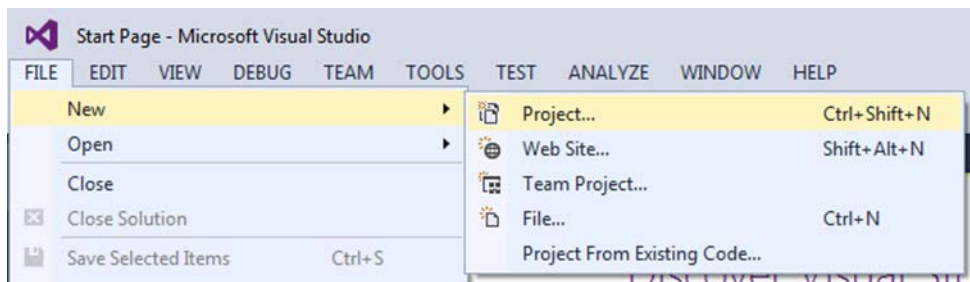 Start Page - Microsoft Visual Studio
FILE EDIT VIEW DEBUG TEAM TOOLS TEST ANALYZE WINDOW HELP
New
Open
Close
Close Solution
Save Selected Items Ctrl+S
Project... Ctrl+Shift+N
Web Site... Shift+Alt+N
Team Project...
File... Ctrl+N
Project From Existing Code...
Discover Visual